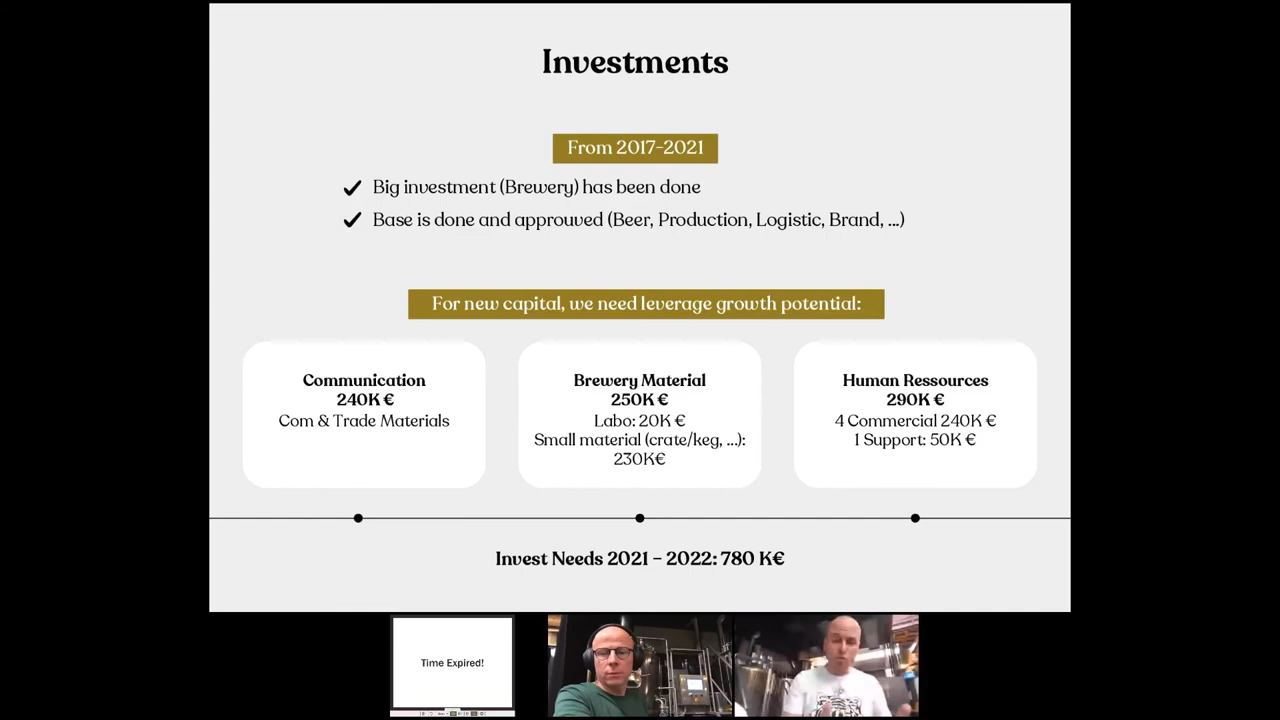 Investments
From 2017-2021
✔ Big investment (Brewery) has been done
✔ Base is done and approuved (Beer, Production, Logistic, Brand, ...)
For new capital, we need leverage growth potential:
Communication
240K €
Com & Trade Materials
Brewery Material
250K €
Labo: 20K €
Small material (crate/keg, ...):
230K€
Human Ressources
290K €
4 Commercial 240K €
1 Support: 50K €
Invest Needs 2021 – 2022: 780 K€
Time Expired!